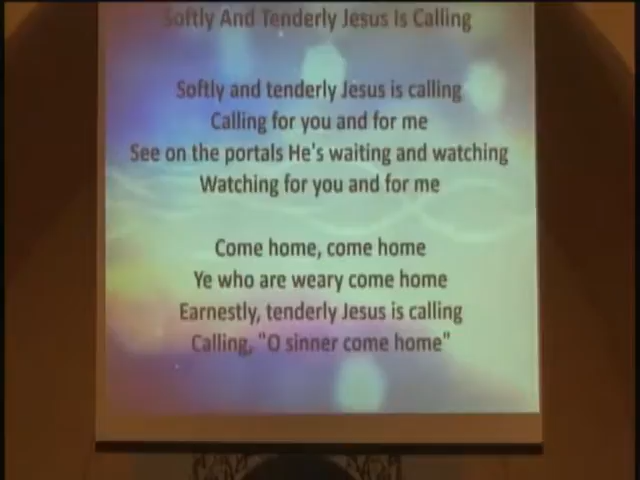 Softly And Tenderly Jesus Is Calling
Softly and tenderly Jesus is calling
Calling for you and for me
See on the portals He's waiting and watching
Watching for you and for me
Come home, come home
Ye who are weary come home
Earnestly, tenderly Jesus is calling
Calling, "O sinner come home"